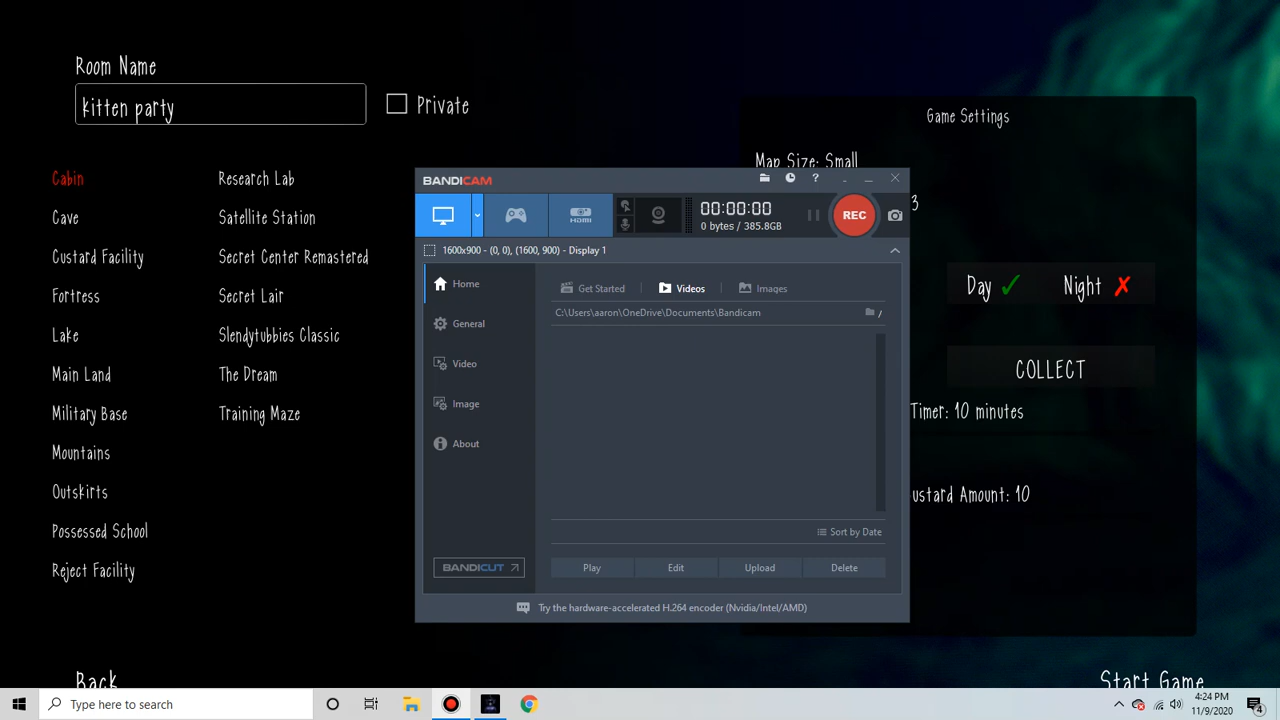 Room Name
kitten party
Private
Game Settings
Map Size: Small
3
Cabin
Cave
Custard Facility
Fortress
Lake
Main Land
Military Base
Mountains
Outskirts
Possessed School
Reject Facility
Research Lab
Satellite Station
Secret Center Remastered
Secret Lair
Slendytubbies Classic
The Dream
Training Maze
BANDICAM
?
HDMI
00:00:00
0 bytes / 385.8GB
REC
1600x900 - (0, 0), (1600, 900) - Display 1
Home
General
Video
Image
About
BANDICUT
Get Started
Videos
Images
C:\Users\aaron\OneDrive\Documents\Bandicam
/
Sort by Date
Play
Edit
Upload
Delete
Try the hardware-accelerated H.264 encoder (Nvidia/Intel/AMD)
Day
Night
COLLECT
Timer: 10 minutes
ustard Amount: 10
Back
Start Game
Type here to search
4:24 PM
11/9/2020
4